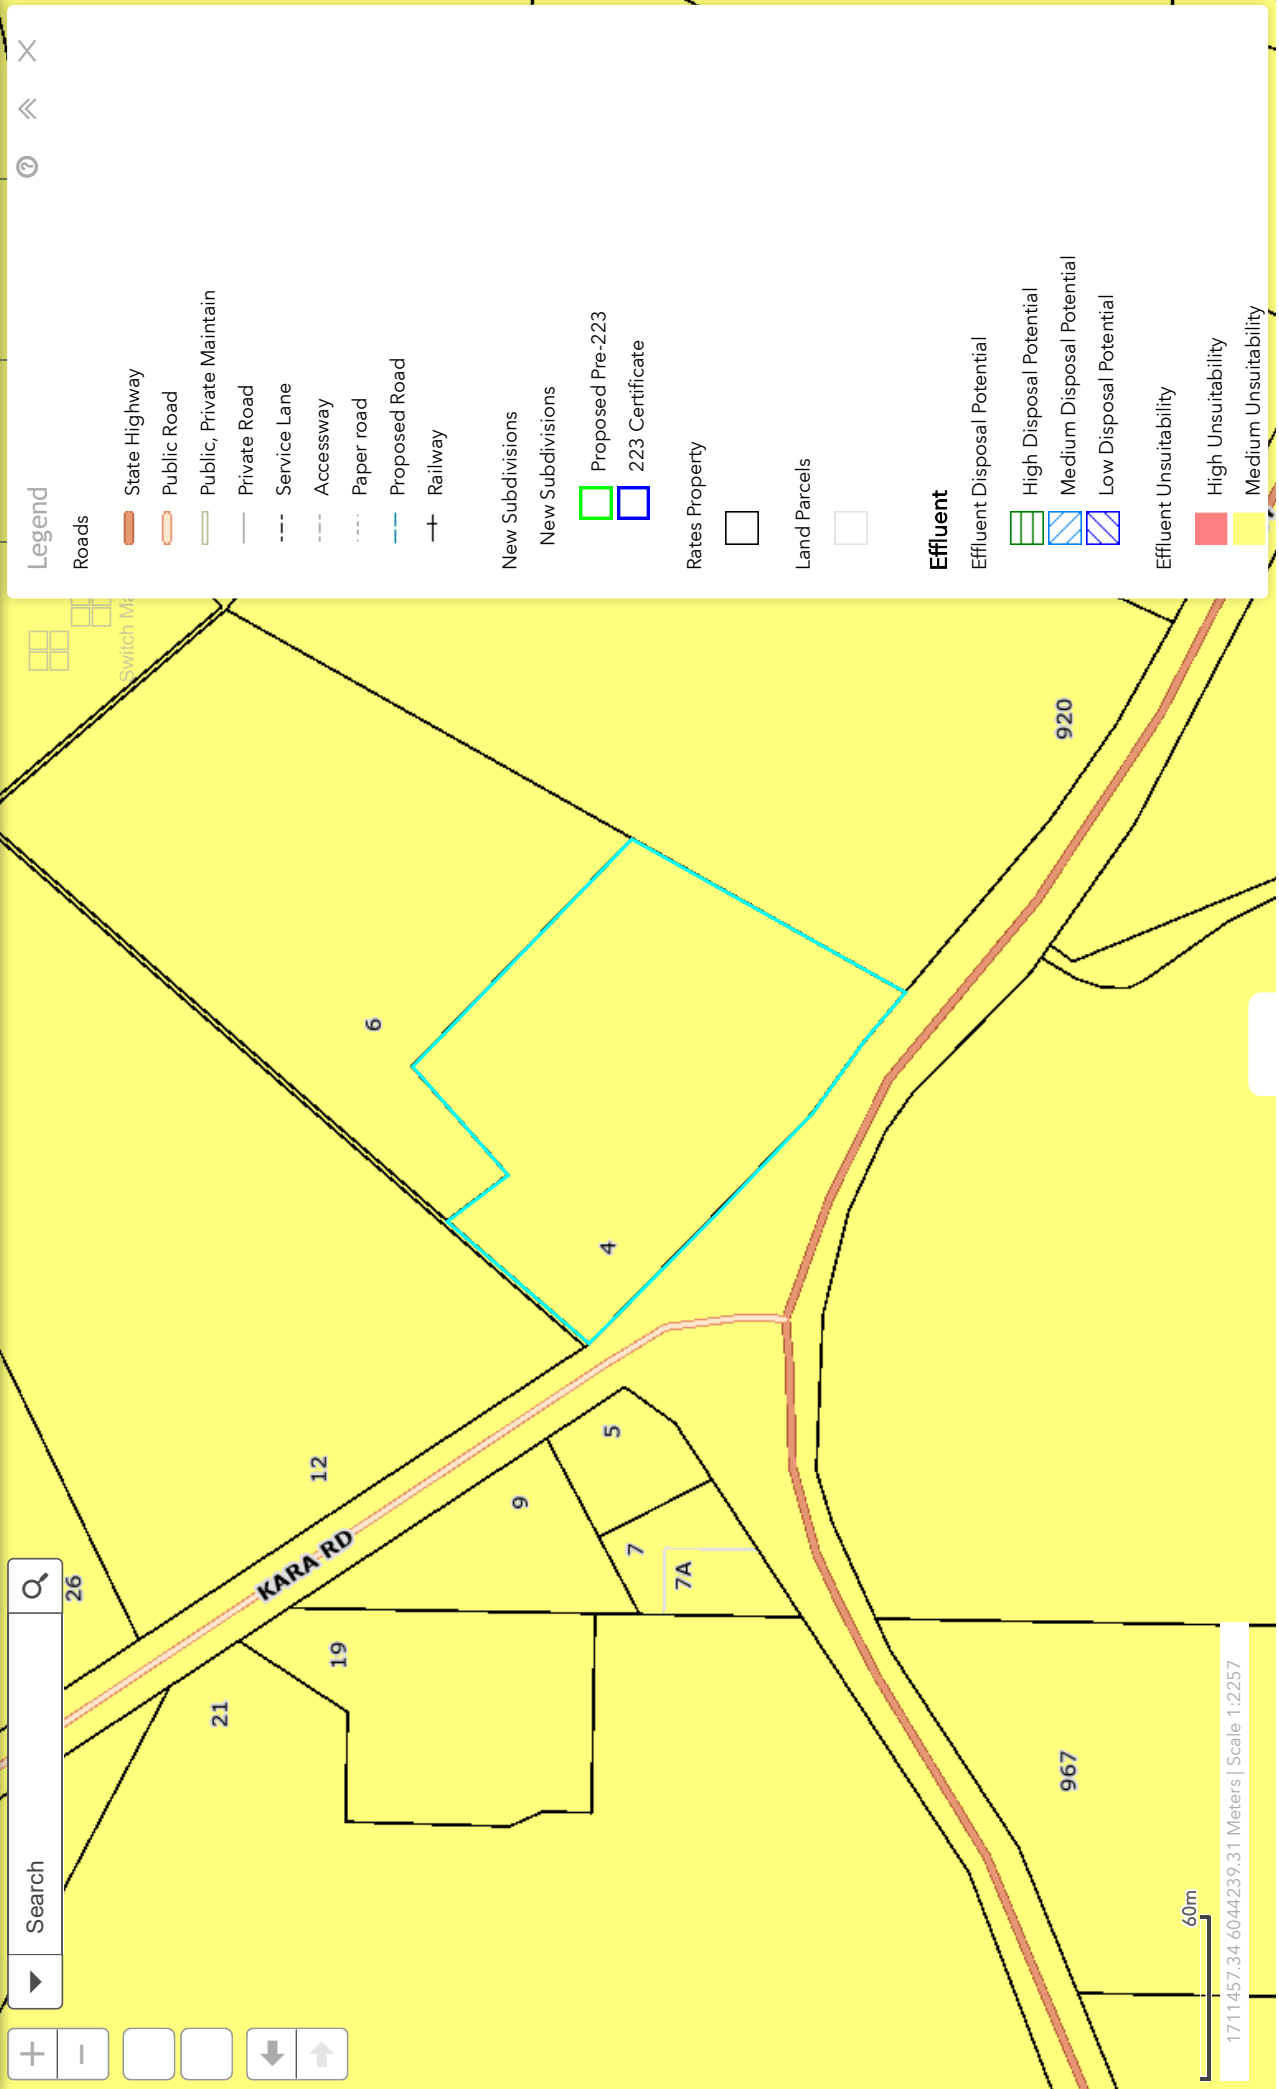 Search
Switch Ma
Legend
Roads
State Highway
Public Road
Public, Private Maintain
Private Road
Service Lane
Accessway
Paper road
Proposed Road
Railway
New Subdivisions
New Subdivisions
Proposed Pre-223
223 Certificate
Rates Property
Land Parcels
Effluent
Effluent Disposal Potential
High Disposal Potential
Medium Disposal Potential
Low Disposal Potential
Effluent Unsuitability
High Unsuitability
Medium Unsuitability
26
12
KARA RD
21
19
9
5
7
7A
6
4
920
967
60m
1711457.34 6044239.31 Meters | Scale 1:2257